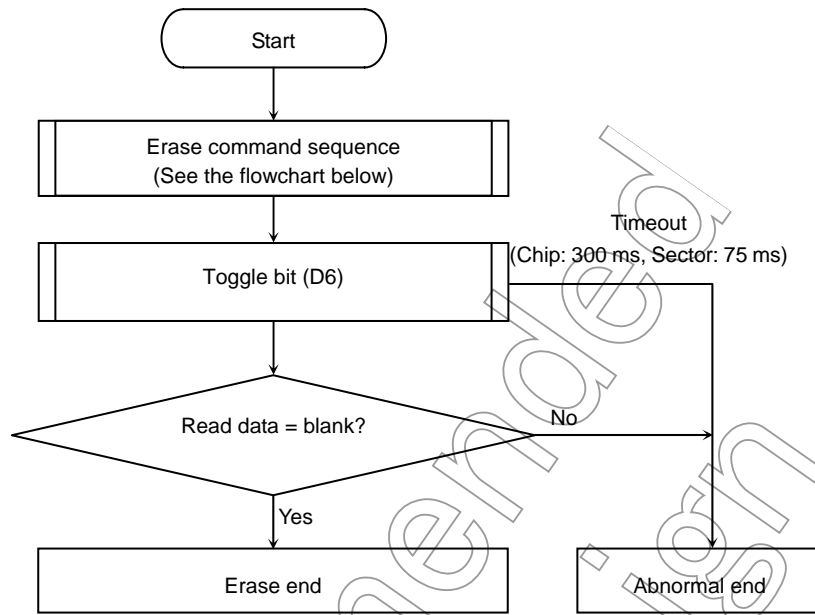 Start
Erase command sequence
(See the flowchart below)
Timeout
(Chip: 300 ms, Sector: 75 ms)
Toggle bit (D6)
Read data = blank?
No
Yes
Erase end
Abnormal end